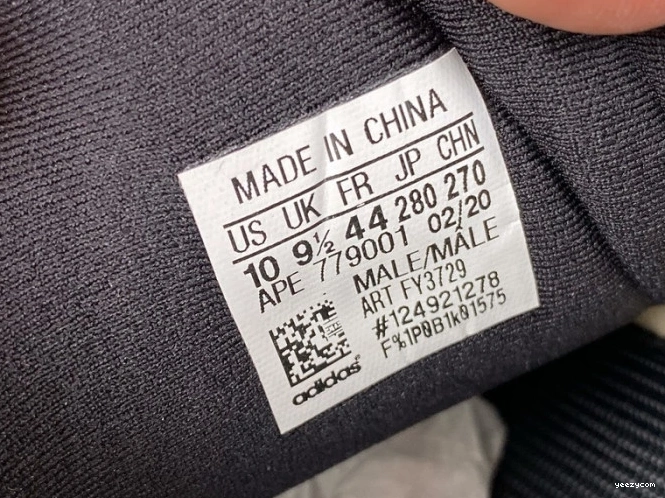 MADE IN CHINA
US UK FR JP CHN
10 9½ 44 280 270
APE 779001 02/20
MALE/MÂLE
ART FY3729
#124921278
F%1P0B1k01575
adidas®
yeezycom